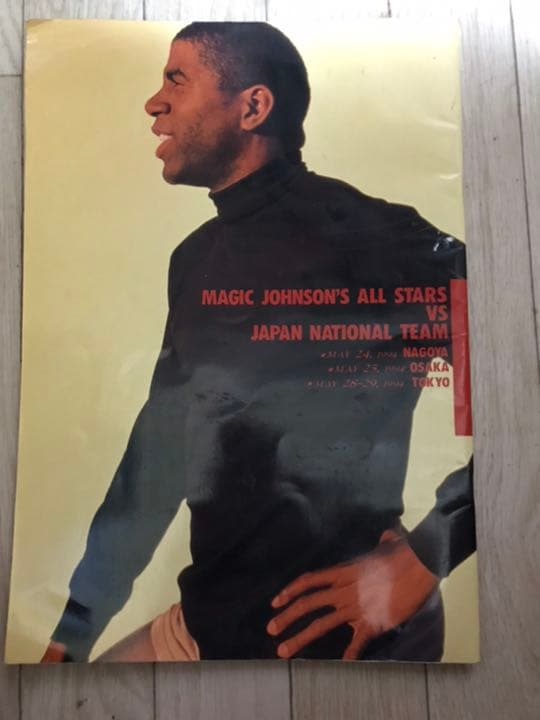 MAGIC JOHNSON'S ALL STARS
VS
JAPAN NATIONAL TEAM
●MAY 24, 1994 NAGOYA
●MAY 25, 1994 OSAKA
●MAY 28-29, 1994 TOKYO